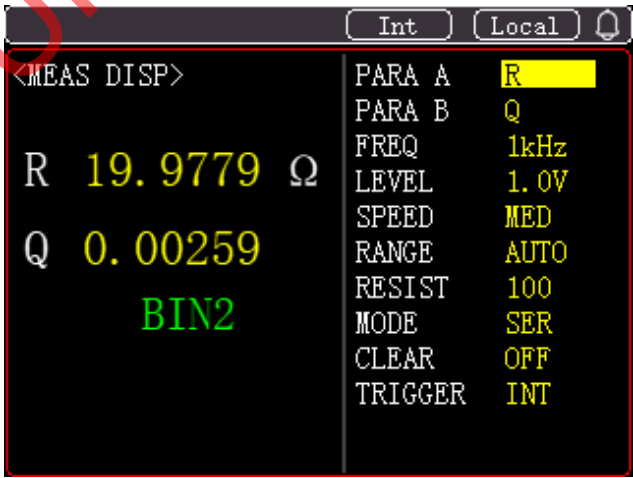 Int Local
<MEAS DISP>
R 19.9779 Ω
Q 0.00259
BIN2
PARA A R
PARA B Q
FREQ 1kHz
LEVEL 1.0V
SPEED MED
RANGE AUTO
RESIST 100
MODE SER
CLEAR OFF
TRIGGER INT